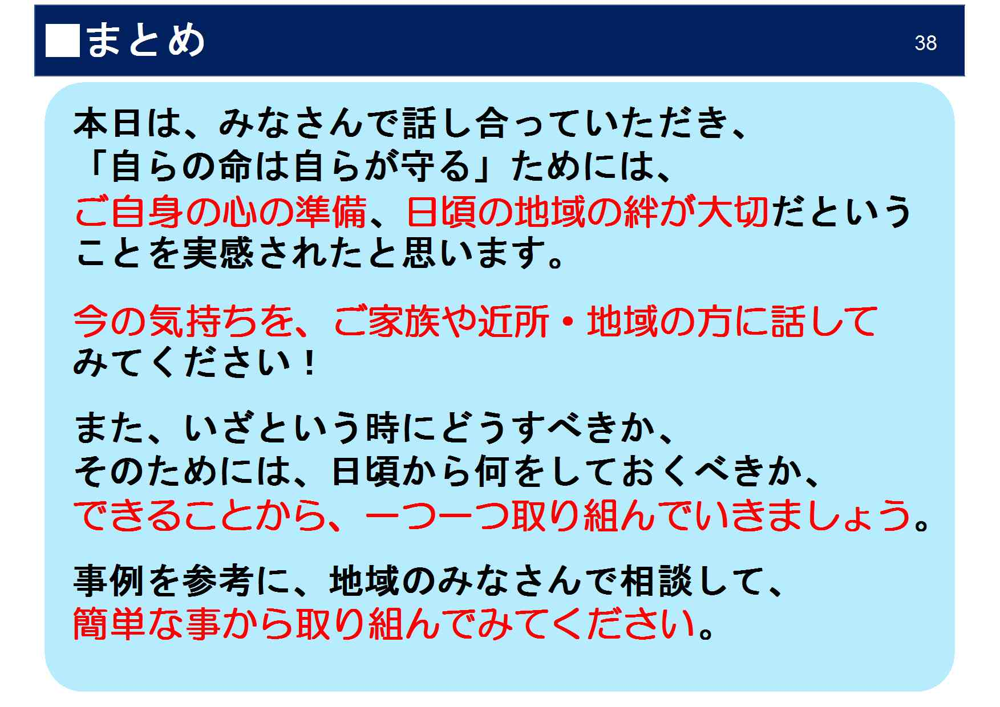 ■まとめ
38
本日は、みなさんで話し合っていただき、
「自らの命は自らが守る」ためには、
ご自身の心の準備、日頃の地域の絆が大切だという
ことを実感されたと思います。
今の気持ちを、ご家族や近所・地域の方に話して
みてください！
また、いざという時にどうすべきか、
そのためには、日頃から何をしておくべきか、
できることから、一つ一つ取り組んでいきましょう。
事例を参考に、地域のみなさんで相談して、
簡単な事から取り組んでみてください。